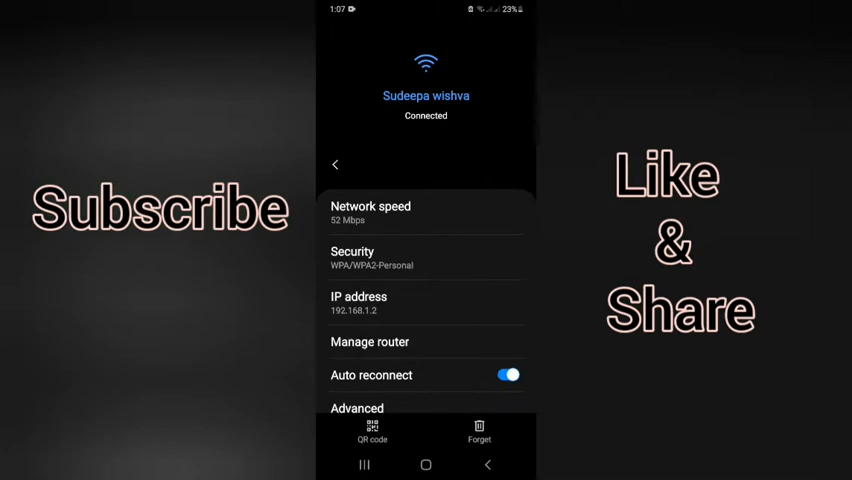 1:07
23%
Sudeepa wishva
Connected
Subscribe
Network speed
52 Mbps
Security
WPA/WPA2-Personal
IP address
192.168.1.2
Manage router
Auto reconnect
Advanced
QR code
Forget
Like
&
Share